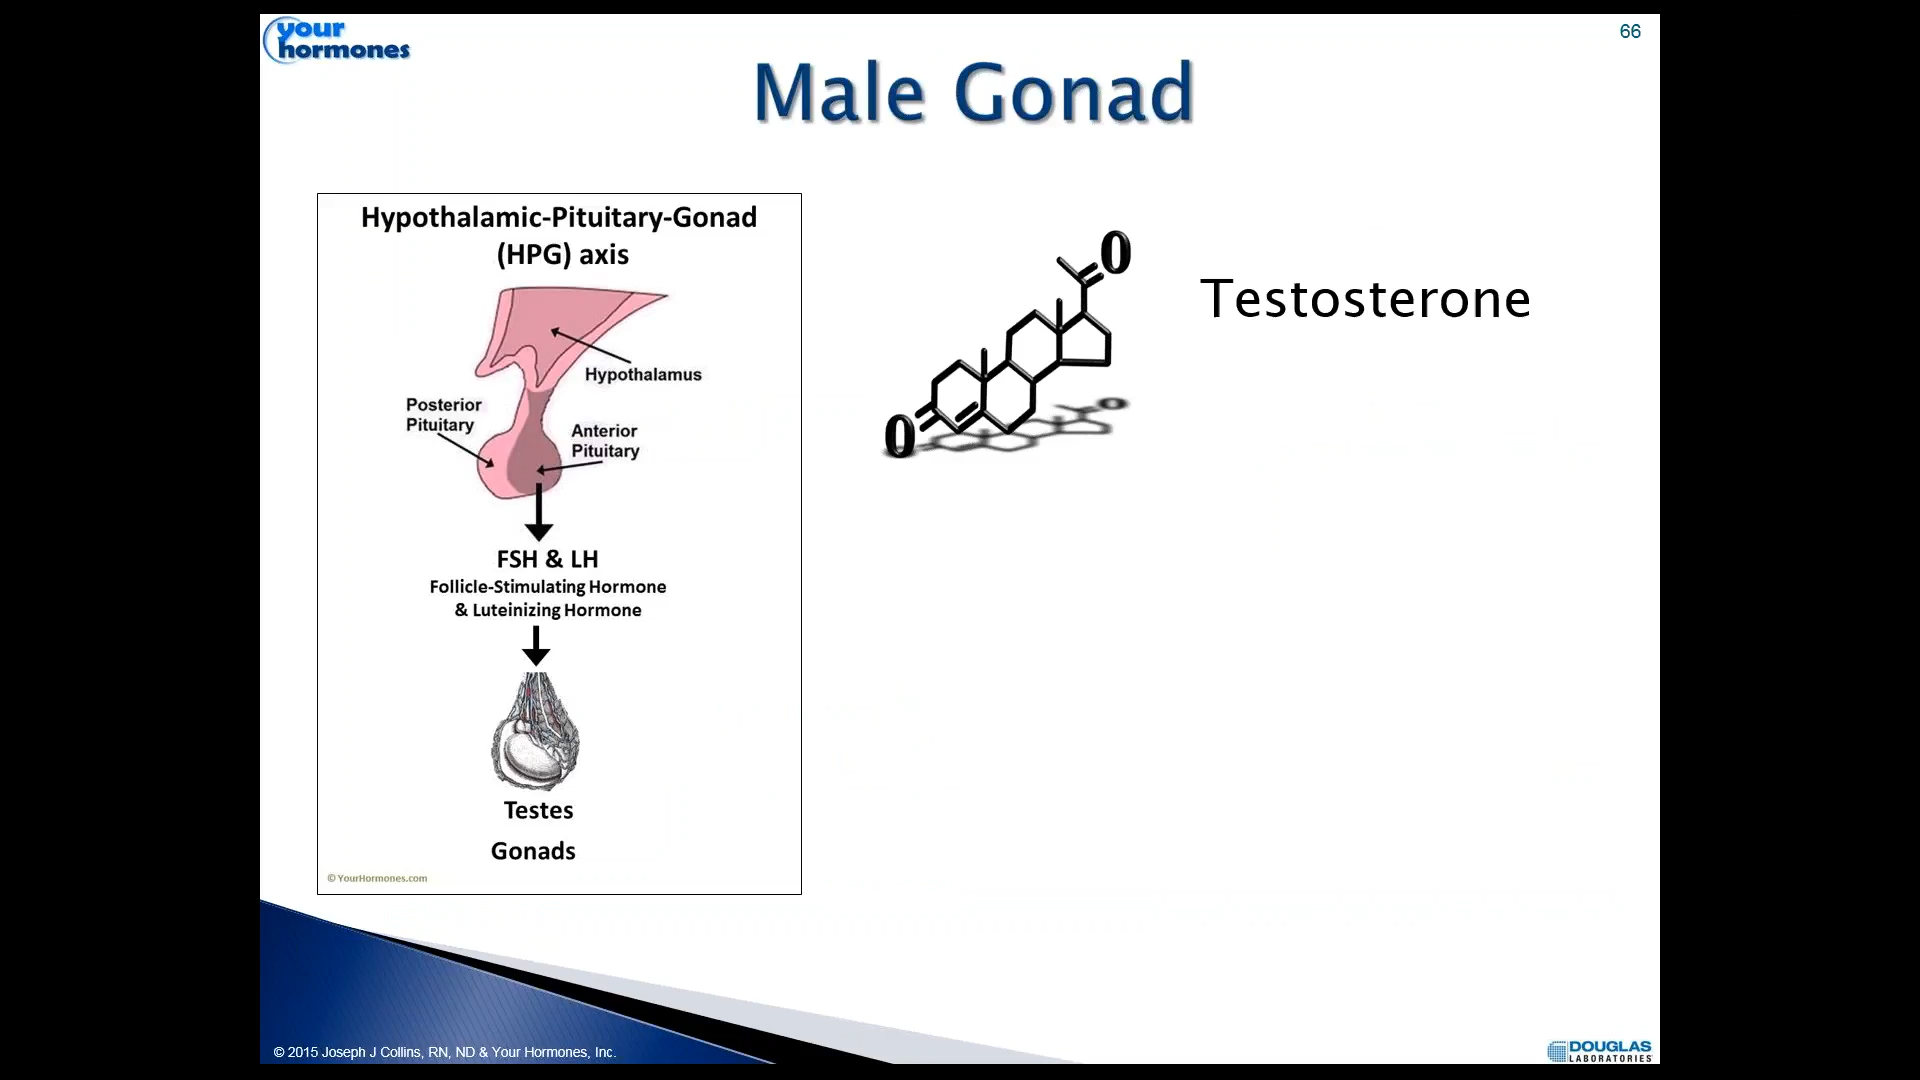 your
hormones
66
Male Gonad
Hypothalamic-Pituitary-Gonad
(HPG) axis
Hypothalamus
Posterior
Pituitary
Anterior
Pituitary
FSH & LH
Follicle-Stimulating Hormone
& Luteinizing Hormone
Testes
Gonads
© YourHormones.com
O
O
Testosterone
© 2015 Joseph J Collins, RN, ND & Your Hormones, Inc.
DOUGLAS
LABORATORIES